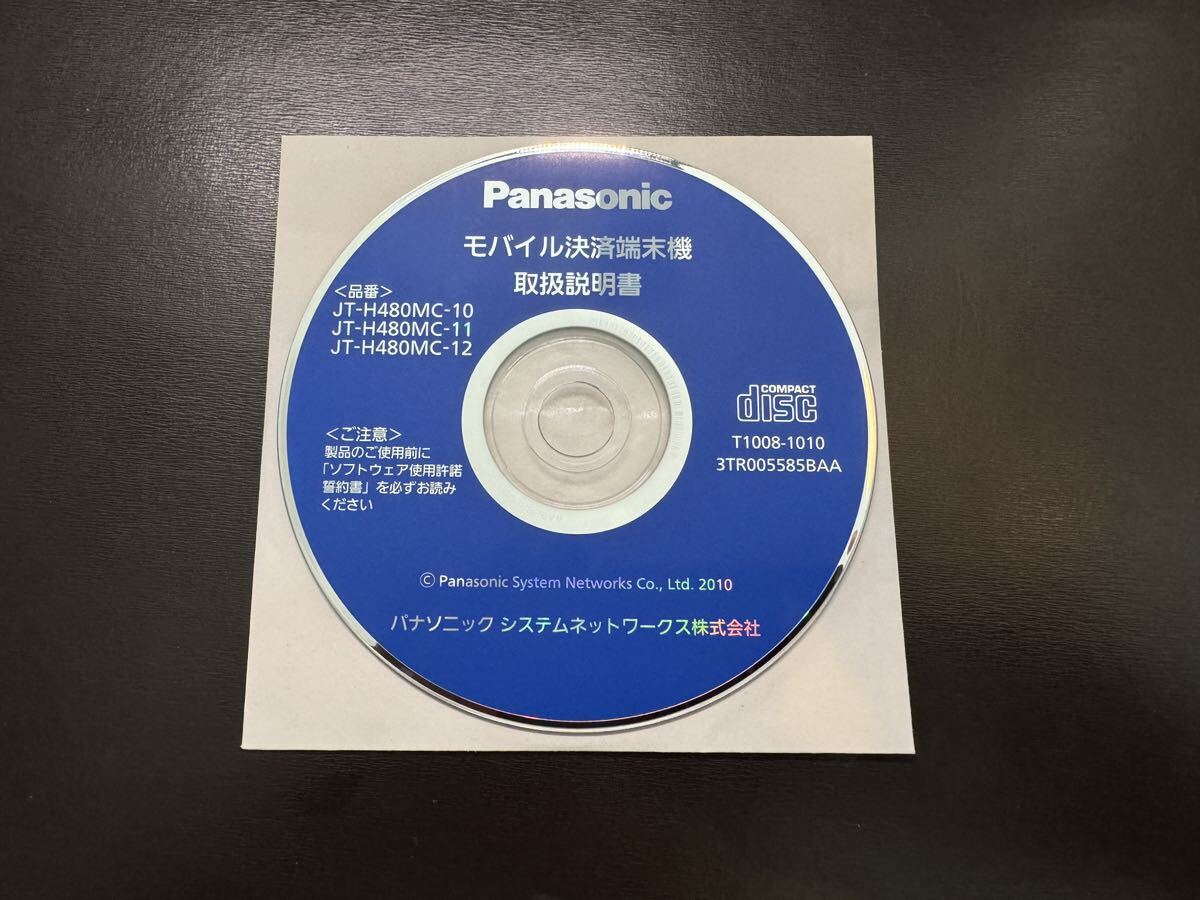 Panasonic
モバイル決済端末機
取扱説明書
＜品番＞
JT-H480MC-10
JT-H480MC-11
JT-H480MC-12
COMPACT
disc
T1008-1010
3TR005585BAA
＜ご注意＞
製品のご使用前に
「ソフトウェア使用許諾
誓約書」を必ずお読み
ください
© Panasonic System Networks Co., Ltd. 2010
パナソニック システムネットワークス株式会社